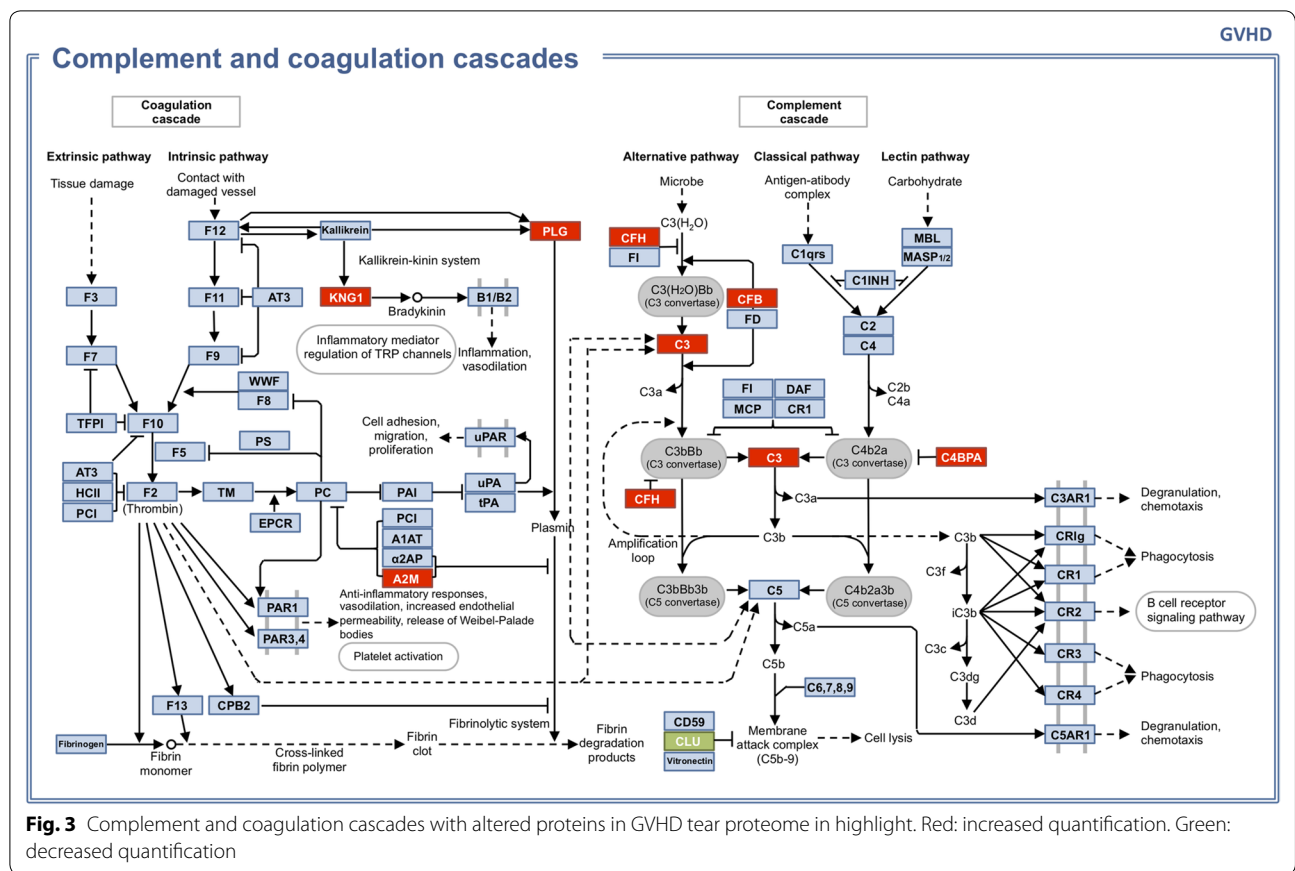 GVHD
Complement and coagulation cascades
Coagulation
cascade
Extrinsic pathway
Intrinsic pathway
Tissue damage
Contact with
damaged vessel
F12
Kallikrein
PLG
Kallikrein-kinin system
F3
F11
AT3
KNG1
Bradykinin
B1/B2
Inflammatory mediator
regulation of TRP channels
Inflammation,
vasodilation
F7
F9
WWF
F8
TFPI
F10
F5
PS
Cell adhesion,
migration,
proliferation
uPAR
AT3
HCII
PCI
F2
(Thrombin)
TM
EPCR
PC
PAI
uPA
tPA
PCI
A1AT
α2AP
A2M
Plasmin
PAR1
PAR3,4
Anti-inflammatory responses,
vasodilation, increased endothelial
permeability, release of Weibel-Palade
bodies
Platelet activation
F13
CPB2
Fibrinolytic system
Fibrinogen
Fibrin
monomer
Cross-linked
fibrin polymer
Fibrin
clot
Fibrin
degradation
products
Complement
cascade
Alternative pathway
Classical pathway
Lectin pathway
Microbe
Antigen-atibody
complex
Carbohydrate
C3(H2O)
CFH
FI
C1qrs
MBL
MASP1/2
C1INH
C3(H2O)Bb
(C3 convertase)
CFB
FD
C2
C4
C3
C3a
C2b
C4a
FI
DAF
MCP
CR1
C3bBb
(C3 convertase)
C3
C4b2a
(C3 convertase)
C4BPA
CFH
C3a
C3AR1
Degranulation,
chemotaxis
Amplification
loop
C3b
C3b
CRIg
Phagocytosis
C3f
CR1
C3bBb3b
(C5 convertase)
C5
C4b2a3b
(C5 convertase)
iC3b
CR2
B cell receptor
signaling pathway
C5a
C3c
CR3
C5b
C3dg
Phagocytosis
C6,7,8,9
CR4
C3d
CD59
CLU
Vitronectin
Membrane
attack complex
(C5b-9)
Cell lysis
C5AR1
Degranulation,
chemotaxis
Fig. 3 Complement and coagulation cascades with altered proteins in GVHD tear proteome in highlight. Red: increased quantification. Green:
decreased quantification